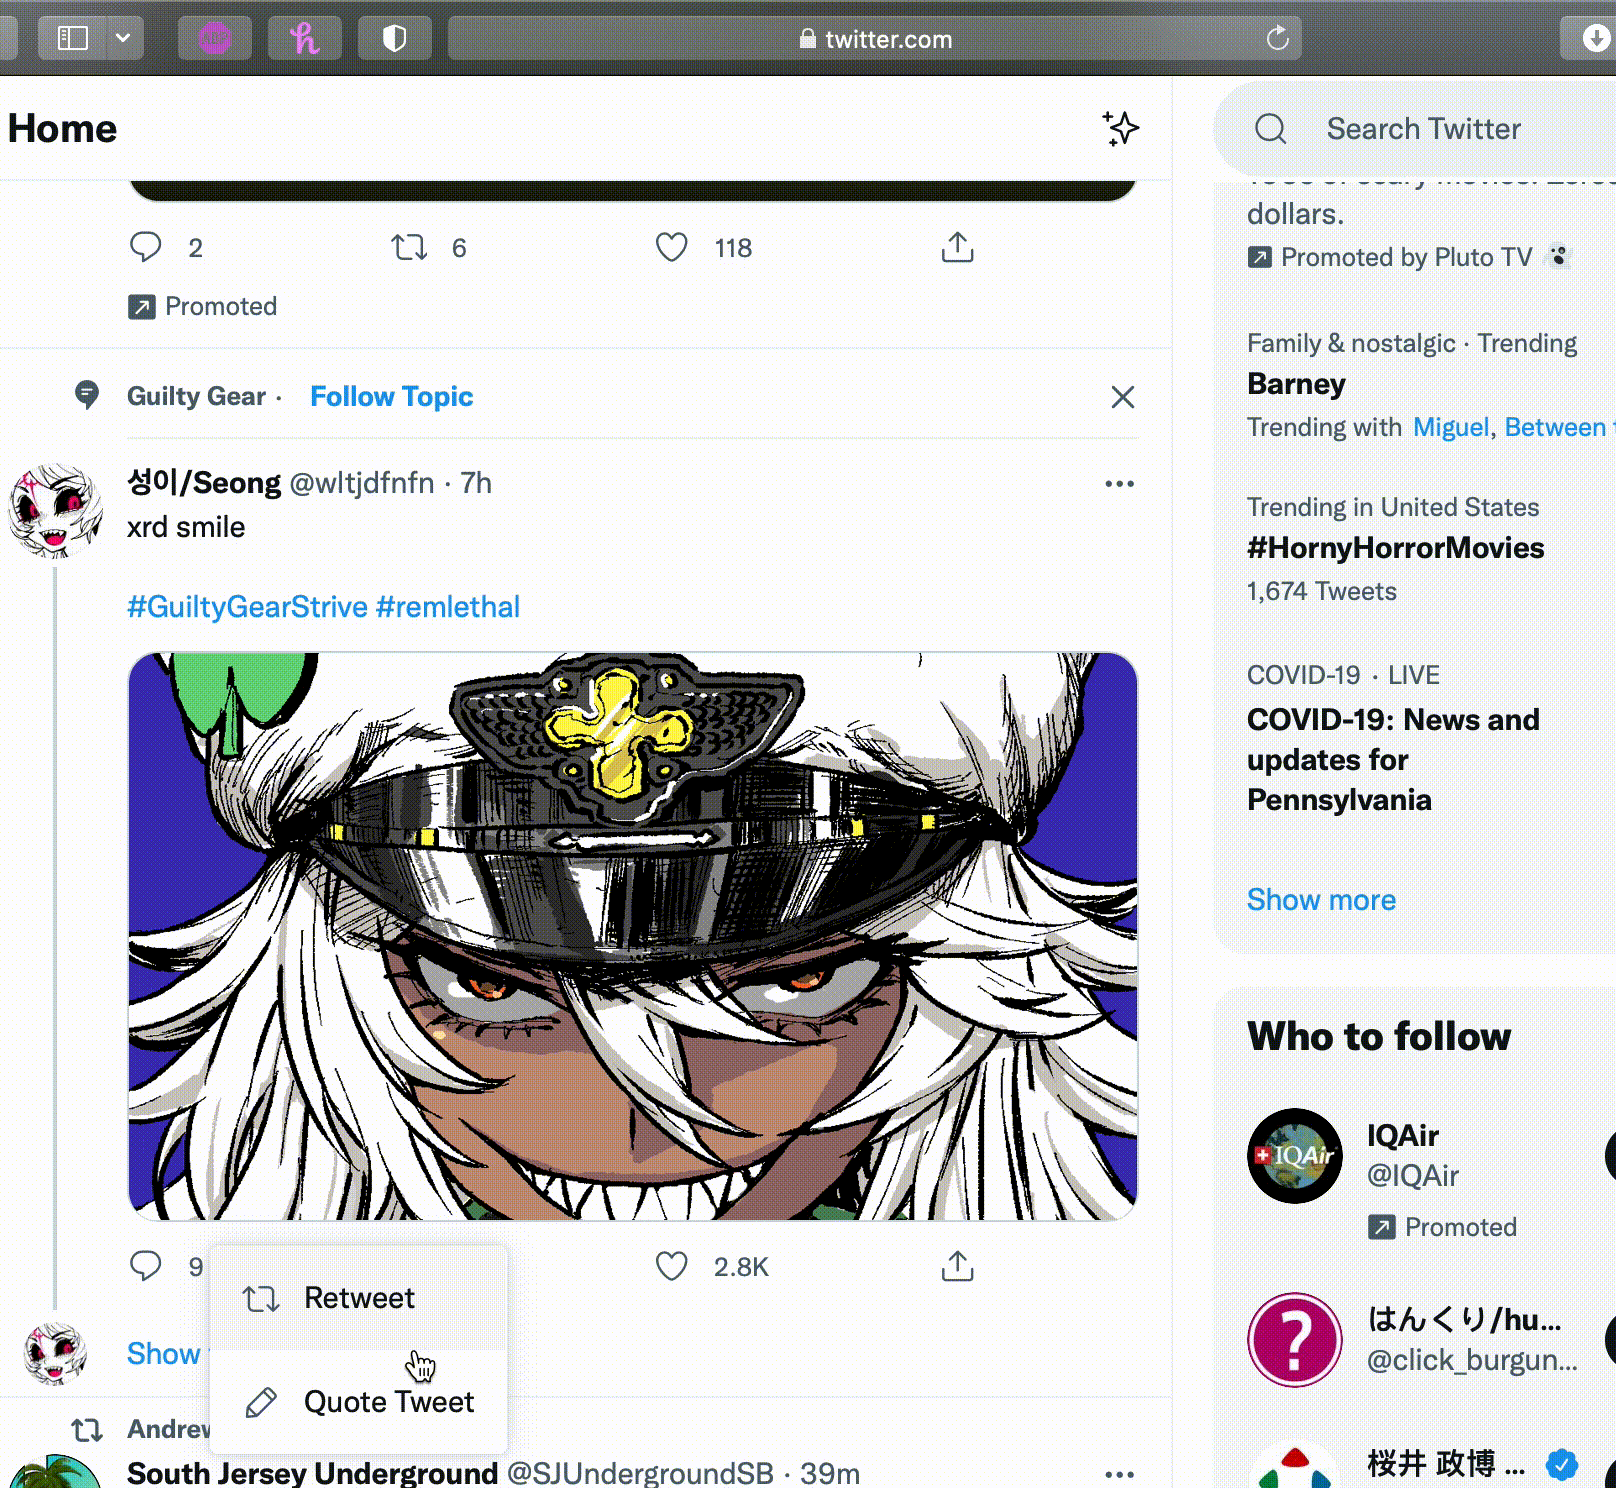 ABP
h
twitter.com
Home
Search Twitter
dollars.
Promoted by Pluto TV
2
6
118
Promoted
Family & nostalgic · Trending
Barney
Trending with Miguel, Between
Guilty Gear ·
Follow Topic
성이/Seong @wltjdfnfn · 7h
xrd smile
#GuiltyGearStrive #remlethal
Trending in United States
#HornyHorrorMovies
1,674 Tweets
COVID-19 · LIVE
COVID-19: News and
updates for
Pennsylvania
Show more
Who to follow
IQAir
IQAir
@IQAir
Promoted
9
2.8K
Retweet
Show
Quote Tweet
?
はんくり/hu...
@click_burgun...
Andrew
South Jersey Underground @SJUndergroundSB · 39m
桜井 政博 ...